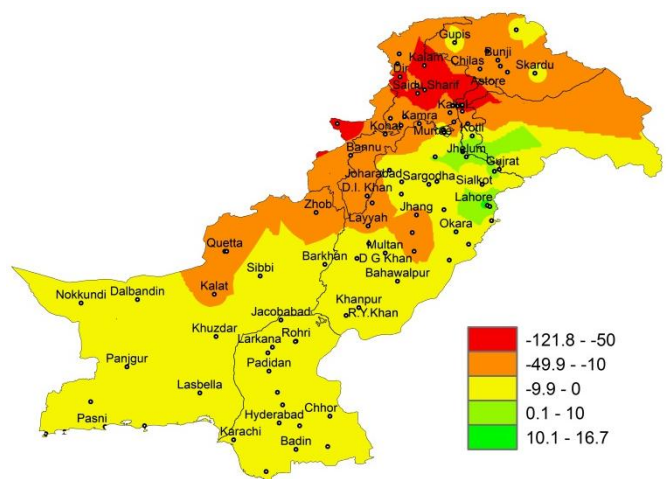 Gupis
Kalam
Bunji
Chilas
Dir
Skardu
Astore
Saidu Sharif
Kakul
Kamra
Kohat
Murree
Kotli
Bannu
Jhelum
Gujrat
Joharabad
Sargodha
Sialkot
D.I. Khan
Lahore
Zhob
Jhang
Layyah
Okara
Quetta
Multan
Barkhan
D G Khan
Sibbi
Bahawalpur
Kalat
Dalbandin
Nokkundi
Khanpur
Jacobabad
R.Y.Khan
Khuzdar
Rohri
Larkana
Panjgur
Padidan
Lasbella
Pasni
Hyderabad
Chhor
Karachi
Badin
-121.8 - -50
-49.9 - -10
-9.9 - 0
0.1 - 10
10.1 - 16.7